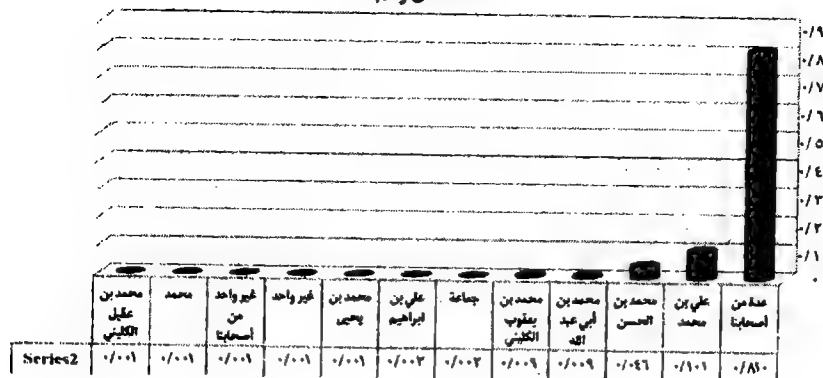 ٠/٩
٠/٨
٠/٧
٠/٦
٠/٥
٠/٤
٠/٣
٠/٢
٠/١
٠
عدة من أصحابنا
علي بن محمد
محمد بن الحسن
محمد بن أبي عبد الله
محمد بن يعقوب الكليني
جماعة
علي بن ابراهيم
محمد بن يحيى
غير واحد
غير واحد من أصحابنا
محمد
محمد بن عقيل الكليني
Series2 ٠/٠٠١ ٠/٠٠١ ٠/٠٠١ ٠/٠٠١ ٠/٠٠١ ٠/٠٠٢ ٠/٠٠٢ ٠/٠٠٩ ٠/٠٠٩ ٠/٠٤٦ ٠/١٠١ ٠/٨١٠